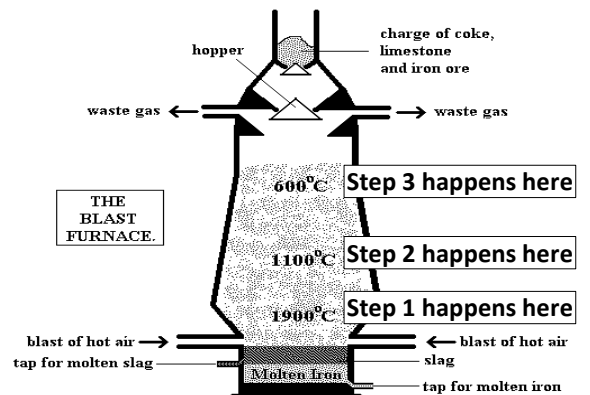 charge of coke,
limestone
and iron ore
hopper
waste gas
waste gas
600°C
Step 3 happens here
THE
BLAST
FURNACE.
1100°C
Step 2 happens here
1900°C
Step 1 happens here
blast of hot air
blast of hot air
tap for molten slag
slag
Molten Iron
tap for molten iron